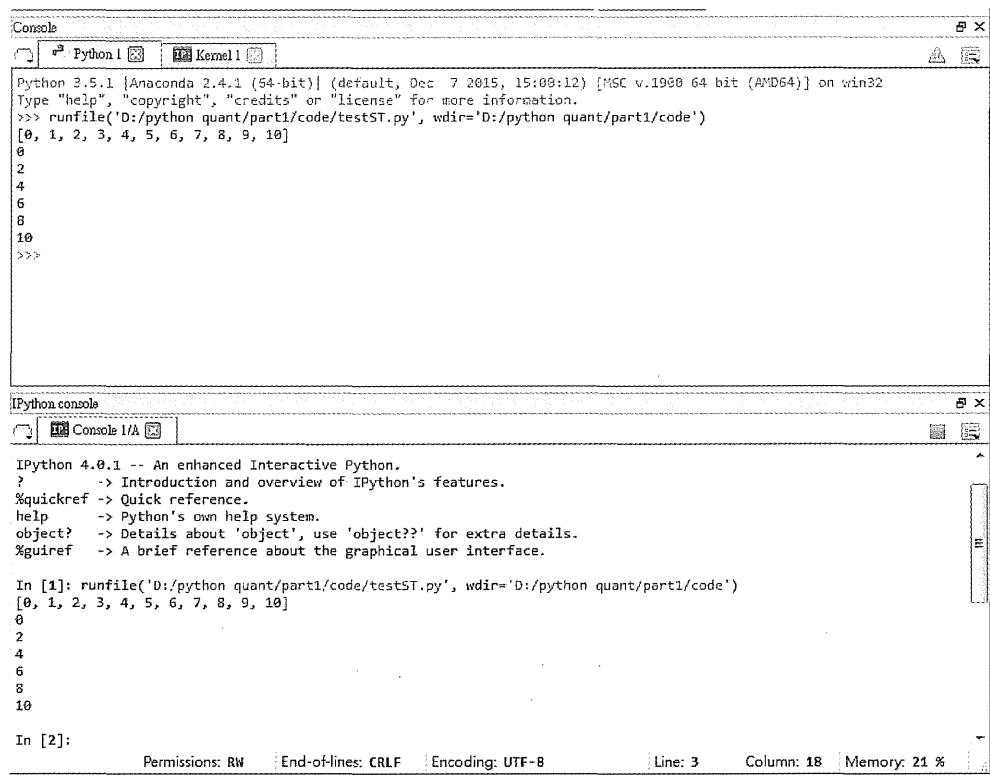 Console
Python 1 IP Kernel 1
Python 3.5.1 |Anaconda 2.4.1 (64-bit)| (default, Dec  7 2015, 15:00:12) [MSC v.1900 64 bit (AMD64)] on win32
Type "help", "copyright", "credits" or "license" for more information.
>>> runfile('D:/python quant/part1/code/testST.py', wdir='D:/python quant/part1/code')
[0, 1, 2, 3, 4, 5, 6, 7, 8, 9, 10]
0
2
4
6
8
10
>>>
IPython console
IP Console 1/A
IPython 4.0.1 -- An enhanced Interactive Python.
?         -> Introduction and overview of IPython's features.
%quickref -> Quick reference.
help      -> Python's own help system.
object?   -> Details about 'object', use 'object??' for extra details.
%guiref   -> A brief reference about the graphical user interface.
In [1]: runfile('D:/python quant/part1/code/testST.py', wdir='D:/python quant/part1/code')
[0, 1, 2, 3, 4, 5, 6, 7, 8, 9, 10]
0
2
4
6
8
10
In [2]:
Permissions: RW End-of-lines: CRLF Encoding: UTF-8 Line: 3 Column: 18 Memory: 21 %